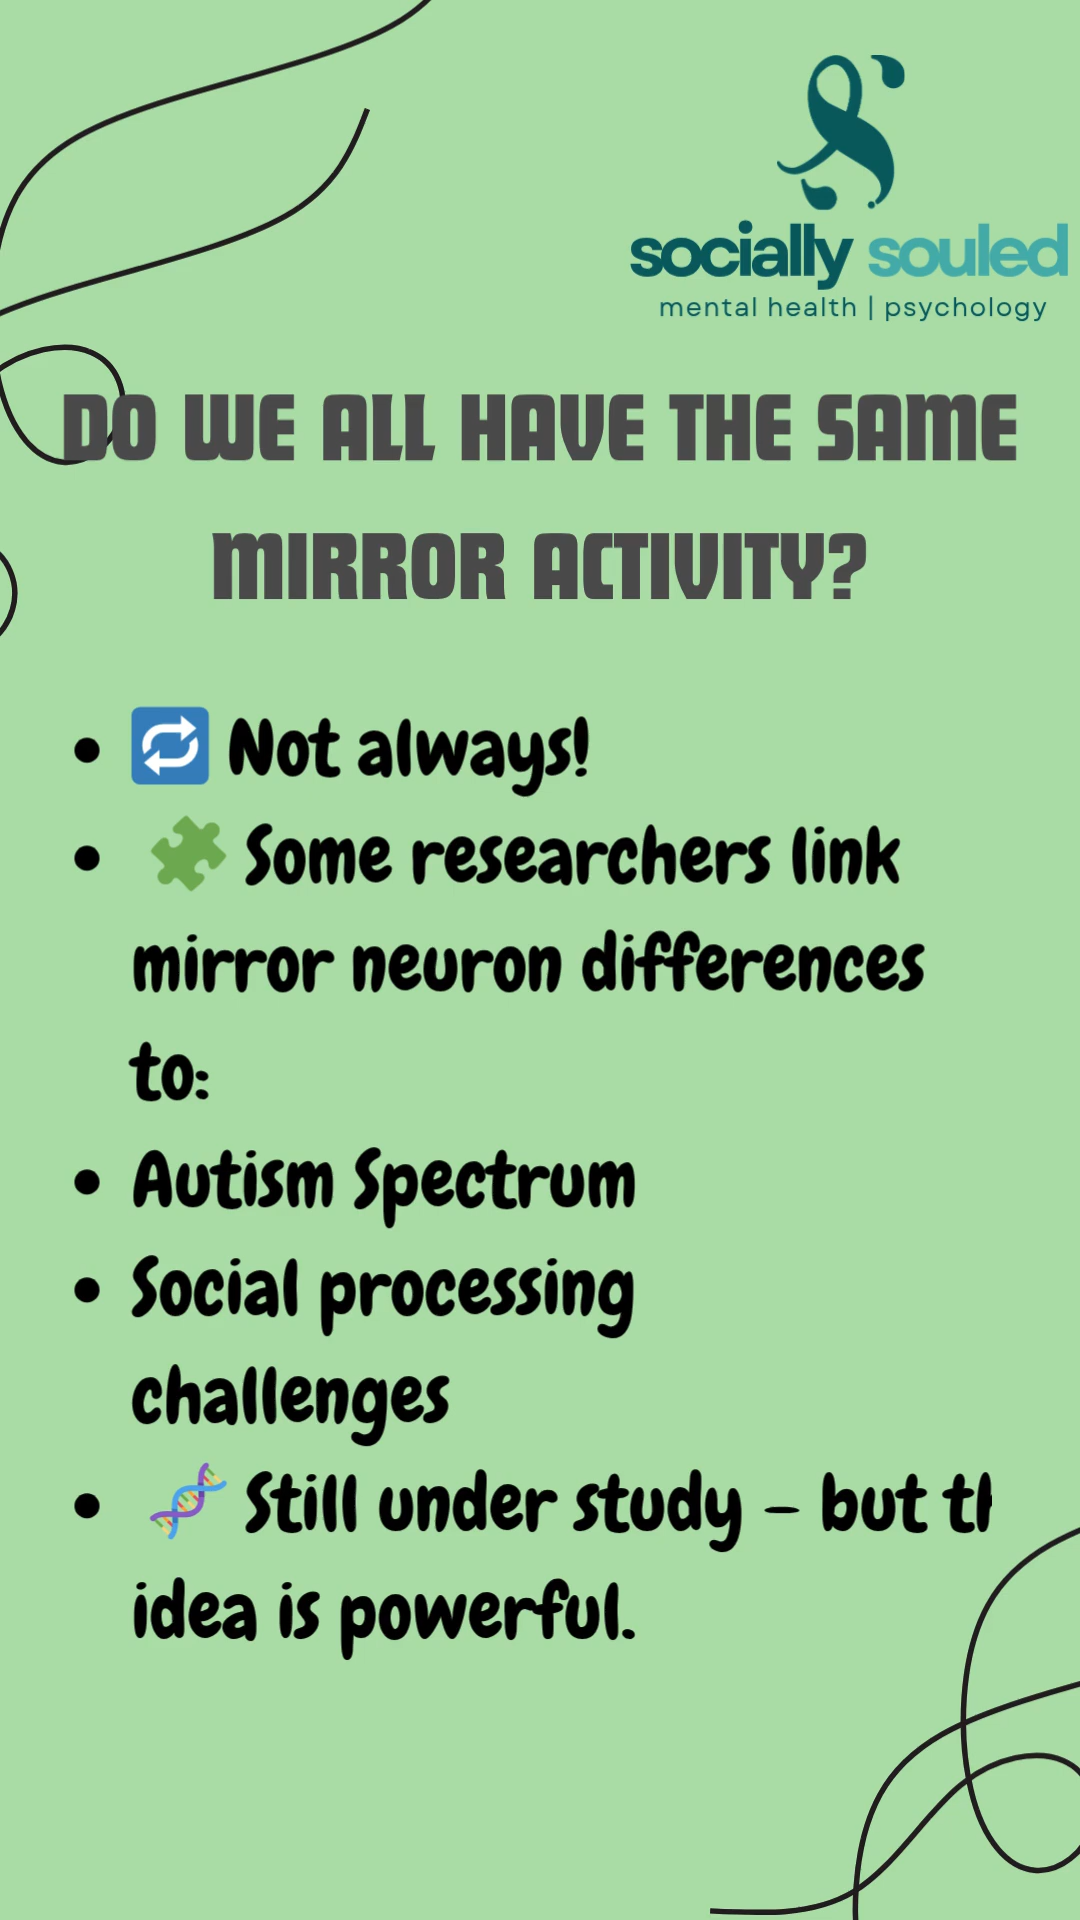 socially souled
mental health | psychology
DO WE ALL HAVE THE SAME
MIRROR ACTIVITY?
• 🔁 Not always!
• 🧩 Some researchers link
mirror neuron differences
to:
• Autism Spectrum
• Social processing
challenges
• 🧬 Still under study – but
idea is powerful.